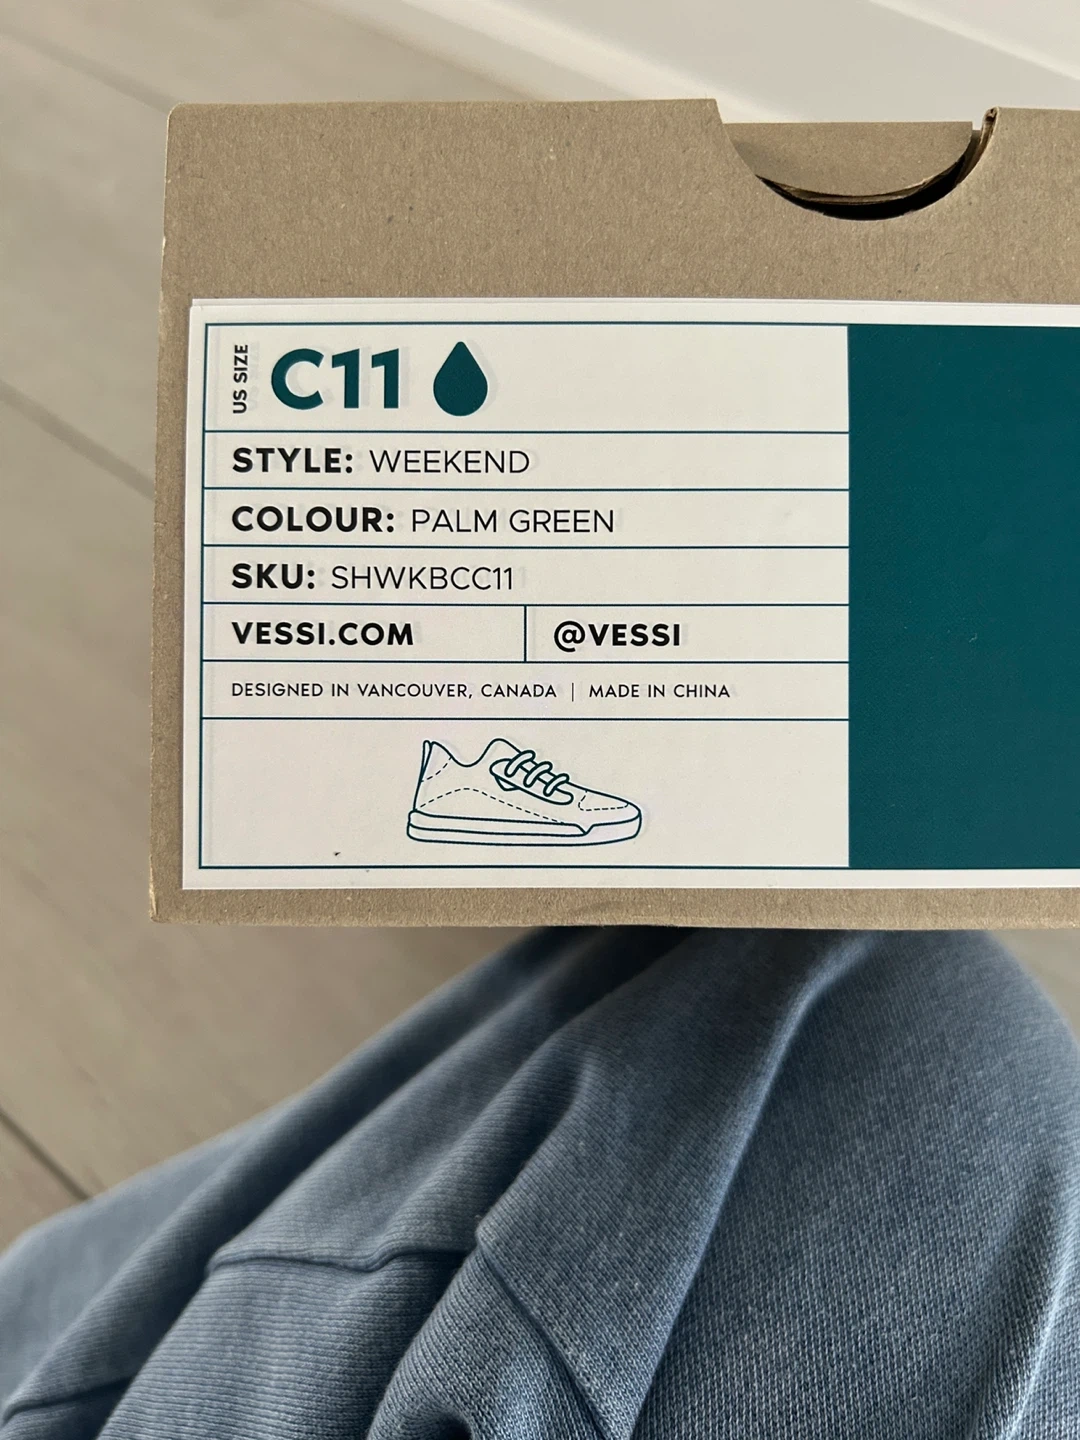 US SIZE C11
STYLE: WEEKEND
COLOUR: PALM GREEN
SKU: SHWKBCC11
VESSI.COM
@VESSI
DESIGNED IN VANCOUVER, CANADA | MADE IN CHINA